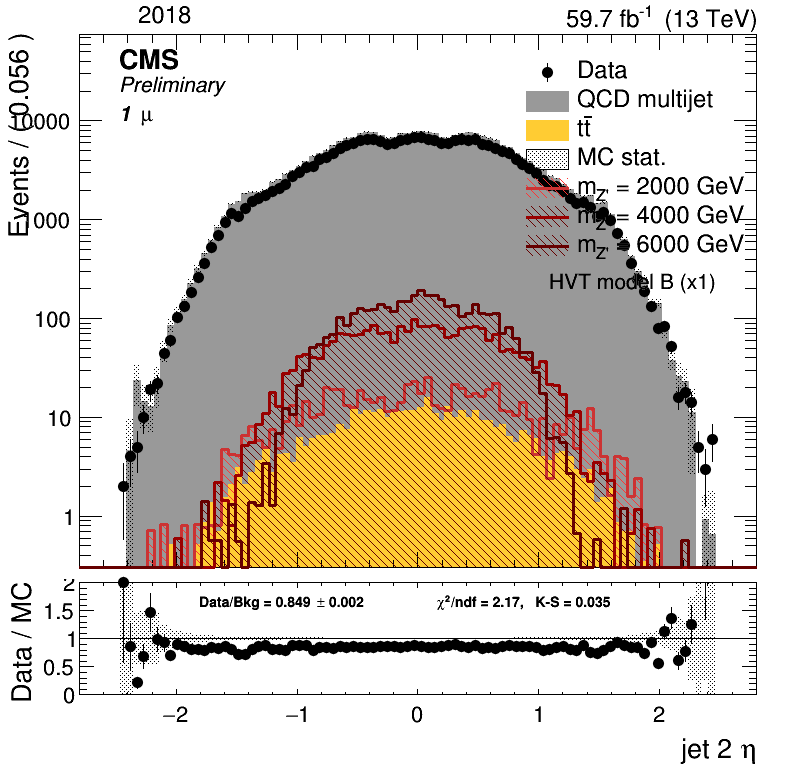 2018
59.7 fb-1 (13 TeV)
CMS
Preliminary
1 μ
Data
QCD multijet
tt̄
MC stat.
mZ' = 2000 GeV
mZ' = 4000 GeV
mZ' = 6000 GeV
HVT model B (x1)
Events / ( 0.056 )
10000
1000
100
10
1
Data/Bkg = 0.849 ± 0.002
χ²/ndf = 2.17, K-S = 0.035
Data / MC
2
1.5
1
0.5
0
−2 −1 0 1 2
jet 2 η